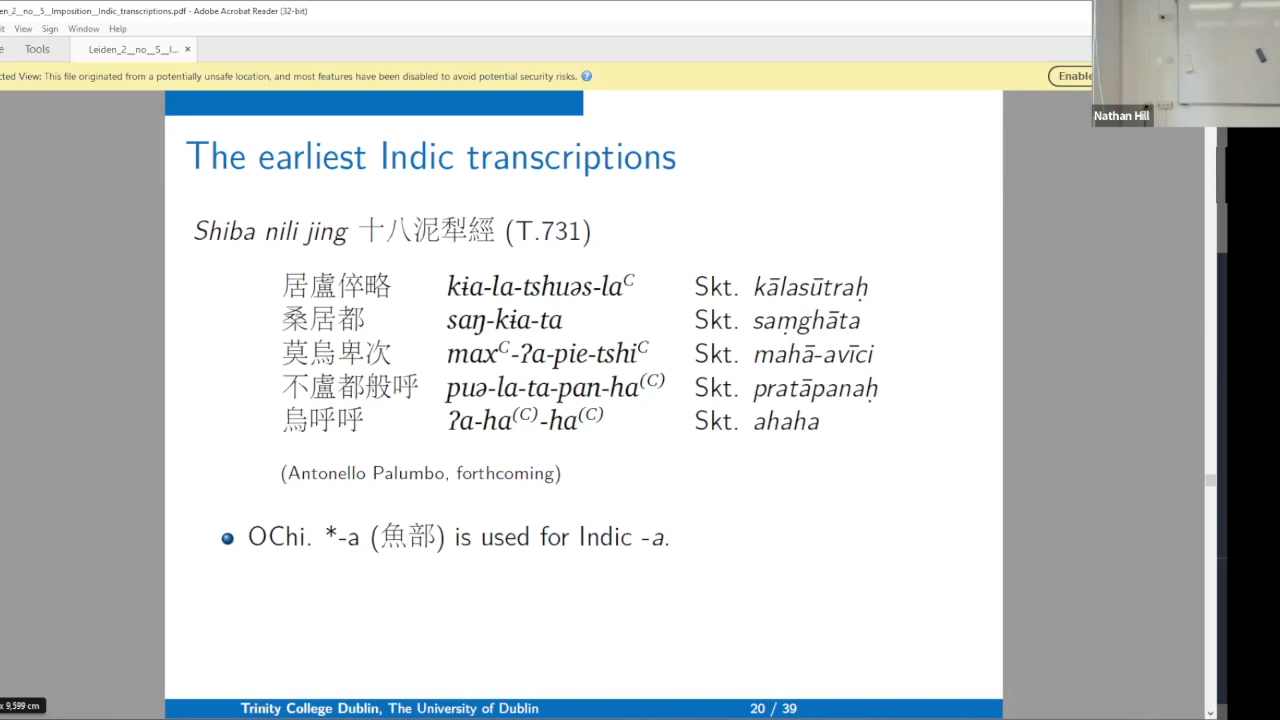 en_2__no__5__Imposition__Indic_transcriptions.pdf - Adobe Acrobat Reader (32-bit)
View Sign Window Help
Tools Leiden_2__no__5__I... ×
cted View: This file originated from a potentially unsafe location, and most features have been disabled to avoid potential security risks. ? Enable
Nathan Hill
The earliest Indic transcriptions
Shiba nili jing 十八泥犁經 (T.731)
居盧倅略 kɨa-la-tshuəs-laᶜ Skt. kālasūtraḥ
桑居都 saŋ-kɨa-ta Skt. saṃghāta
莫烏卑次 maxᶜ-ʔa-pie-tshiᶜ Skt. mahā-avīci
不盧都般呼 puə-la-ta-pan-ha⁽ᶜ⁾ Skt. pratāpanaḥ
烏呼呼 ʔa-ha⁽ᶜ⁾-ha⁽ᶜ⁾ Skt. ahaha
(Antonello Palumbo, forthcoming)
OChi. *-a (魚部) is used for Indic -a.
x 9,599 cm
Trinity College Dublin, The University of Dublin 20 / 39